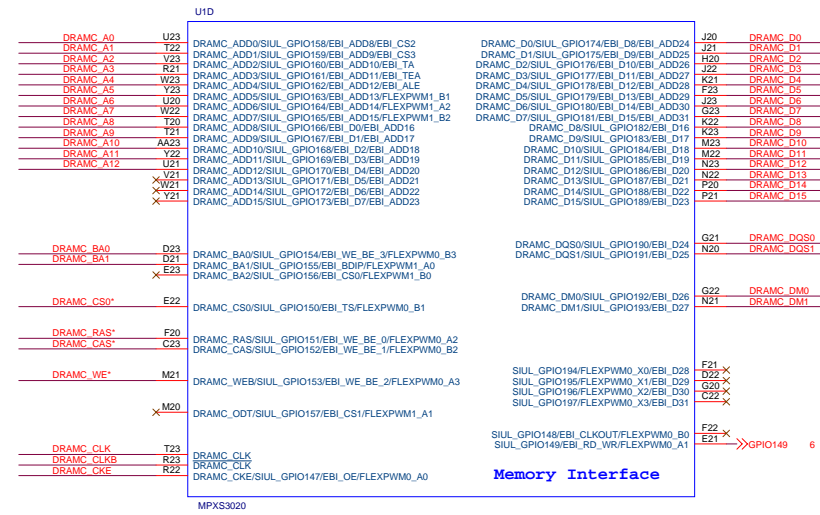 U1D
DRAMC_A0 U23 DRAMC_ADD0/SIUL_GPIO158/EBI_ADD8/EBI_CS2
DRAMC_A1 T22 DRAMC_ADD1/SIUL_GPIO159/EBI_ADD9/EBI_CS3
DRAMC_A2 V23 DRAMC_ADD2/SIUL_GPIO160/EBI_ADD10/EBI_TA
DRAMC_A3 R21 DRAMC_ADD3/SIUL_GPIO161/EBI_ADD11/EBI_TEA
DRAMC_A4 W23 DRAMC_ADD4/SIUL_GPIO162/EBI_ADD12/EBI_ALE
DRAMC_A5 Y23 DRAMC_ADD5/SIUL_GPIO163/EBI_ADD13/FLEXPWM1_B1
DRAMC_A6 U20 DRAMC_ADD6/SIUL_GPIO164/EBI_ADD14/FLEXPWM1_A2
DRAMC_A7 W22 DRAMC_ADD7/SIUL_GPIO165/EBI_ADD15/FLEXPWM1_B2
DRAMC_A8 T20 DRAMC_ADD8/SIUL_GPIO166/EBI_D0/EBI_ADD16
DRAMC_A9 T21 DRAMC_ADD9/SIUL_GPIO167/EBI_D1/EBI_ADD17
DRAMC_A10 AA23 DRAMC_ADD10/SIUL_GPIO168/EBI_D2/EBI_ADD18
DRAMC_A11 Y22 DRAMC_ADD11/SIUL_GPIO169/EBI_D3/EBI_ADD19
DRAMC_A12 U21 DRAMC_ADD12/SIUL_GPIO170/EBI_D4/EBI_ADD20
V21 DRAMC_ADD13/SIUL_GPIO171/EBI_D5/EBI_ADD21
W21 DRAMC_ADD14/SIUL_GPIO172/EBI_D6/EBI_ADD22
Y21 DRAMC_ADD15/SIUL_GPIO173/EBI_D7/EBI_ADD23
DRAMC_BA0 D23 DRAMC_BA0/SIUL_GPIO154/EBI_WE_BE_3/FLEXPWM0_B3
DRAMC_BA1 D21 DRAMC_BA1/SIUL_GPIO155/EBI_BDIP/FLEXPWM1_A0
E23 DRAMC_BA2/SIUL_GPIO156/EBI_CS0/FLEXPWM1_B0
DRAMC_CS0* E22 DRAMC_CS0/SIUL_GPIO150/EBI_TS/FLEXPWM0_B1
DRAMC_RAS* F20 DRAMC_RAS/SIUL_GPIO151/EBI_WE_BE_0/FLEXPWM0_A2
DRAMC_CAS* C23 DRAMC_CAS/SIUL_GPIO152/EBI_WE_BE_1/FLEXPWM0_B2
DRAMC_WE* M21 DRAMC_WEB/SIUL_GPIO153/EBI_WE_BE_2/FLEXPWM0_A3
M20 DRAMC_ODT/SIUL_GPIO157/EBI_CS1/FLEXPWM1_A1
DRAMC_CLK T23 DRAMC_CLK
DRAMC_CLKB R23 DRAMC_CLK
DRAMC_CKE R22 DRAMC_CKE/SIUL_GPIO147/EBI_OE/FLEXPWM0_A0
DRAMC_D0/SIUL_GPIO174/EBI_D8/EBI_ADD24 J20 DRAMC_D0
DRAMC_D1/SIUL_GPIO175/EBI_D9/EBI_ADD25 J21 DRAMC_D1
DRAMC_D2/SIUL_GPIO176/EBI_D10/EBI_ADD26 H20 DRAMC_D2
DRAMC_D3/SIUL_GPIO177/EBI_D11/EBI_ADD27 J22 DRAMC_D3
DRAMC_D4/SIUL_GPIO178/EBI_D12/EBI_ADD28 K21 DRAMC_D4
DRAMC_D5/SIUL_GPIO179/EBI_D13/EBI_ADD29 F23 DRAMC_D5
DRAMC_D6/SIUL_GPIO180/EBI_D14/EBI_ADD30 J23 DRAMC_D6
DRAMC_D7/SIUL_GPIO181/EBI_D15/EBI_ADD31 G23 DRAMC_D7
DRAMC_D8/SIUL_GPIO182/EBI_D16 K22 DRAMC_D8
DRAMC_D9/SIUL_GPIO183/EBI_D17 K23 DRAMC_D9
DRAMC_D10/SIUL_GPIO184/EBI_D18 M23 DRAMC_D10
DRAMC_D11/SIUL_GPIO185/EBI_D19 M22 DRAMC_D11
DRAMC_D12/SIUL_GPIO186/EBI_D20 N23 DRAMC_D12
DRAMC_D13/SIUL_GPIO187/EBI_D21 N22 DRAMC_D13
DRAMC_D14/SIUL_GPIO188/EBI_D22 P20 DRAMC_D14
DRAMC_D15/SIUL_GPIO189/EBI_D23 P21 DRAMC_D15
DRAMC_DQS0/SIUL_GPIO190/EBI_D24 G21 DRAMC_DQS0
DRAMC_DQS1/SIUL_GPIO191/EBI_D25 N20 DRAMC_DQS1
DRAMC_DM0/SIUL_GPIO192/EBI_D26 G22 DRAMC_DM0
DRAMC_DM1/SIUL_GPIO193/EBI_D27 N21 DRAMC_DM1
SIUL_GPIO194/FLEXPWM0_X0/EBI_D28 F21
SIUL_GPIO195/FLEXPWM0_X1/EBI_D29 D22
SIUL_GPIO196/FLEXPWM0_X2/EBI_D30 G20
SIUL_GPIO197/FLEXPWM0_X3/EBI_D31 C22
SIUL_GPIO148/EBI_CLKOUT/FLEXPWM0_B0 F22
SIUL_GPIO149/EBI_RD_WR/FLEXPWM0_A1 E21 GPIO149 6
Memory Interface
MPXS3020